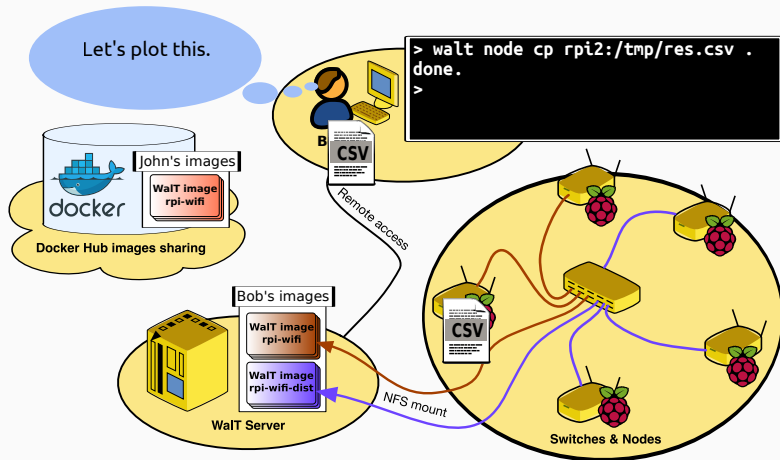 Let's plot this.
> walt node cp rpi2:/tmp/res.csv .
done.
>
B
CSV
John's images
WalT image
rpi-wifi
docker
Docker Hub images sharing
Remote access
Bob's images
WalT image
rpi-wifi
WalT image
rpi-wifi-dist
WalT Server
NFS mount
CSV
Switches & Nodes